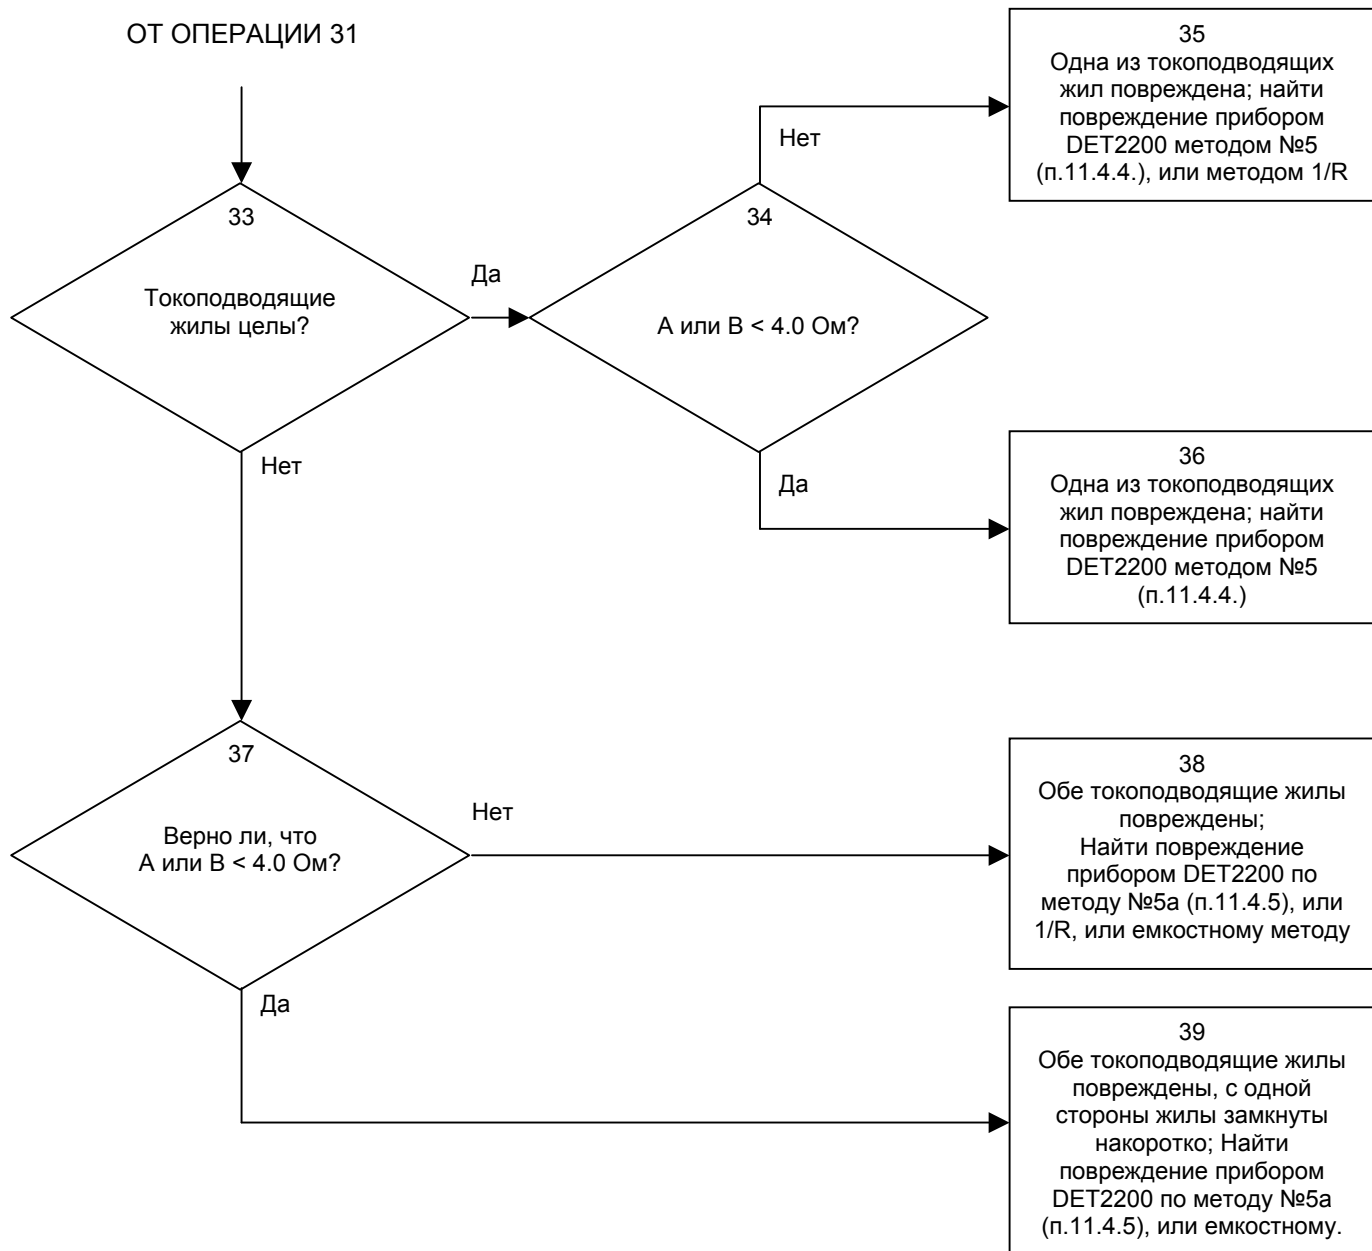 ОТ ОПЕРАЦИИ 31
35
Одна из токоподводящих
жил повреждена; найти
повреждение прибором
DET2200 методом №5
(п.11.4.4.), или методом 1/R
Нет
33
34
Да
Токоподводящие
жилы целы?
А или В < 4.0 Ом?
Нет
Да
36
Одна из токоподводящих
жил повреждена; найти
повреждение прибором
DET2200 методом №5
(п.11.4.4.)
37
Верно ли, что
А или В < 4.0 Ом?
Нет
38
Обе токоподводящие жилы
повреждены;
Найти повреждение
прибором DET2200 по
методу №5а (п.11.4.5), или
1/R, или емкостному методу
Да
39
Обе токоподводящие жилы
повреждены, с одной
стороны жилы замкнуты
накоротко; Найти
повреждение прибором
DET2200 по методу №5а
(п.11.4.5), или емкостному.